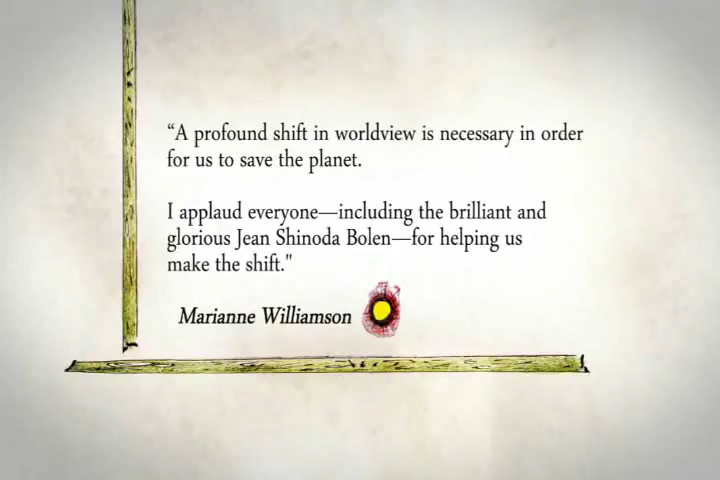 “A profound shift in worldview is necessary in order
for us to save the planet.
I applaud everyone—including the brilliant and
glorious Jean Shinoda Bolen—for helping us
make the shift."
Marianne Williamson